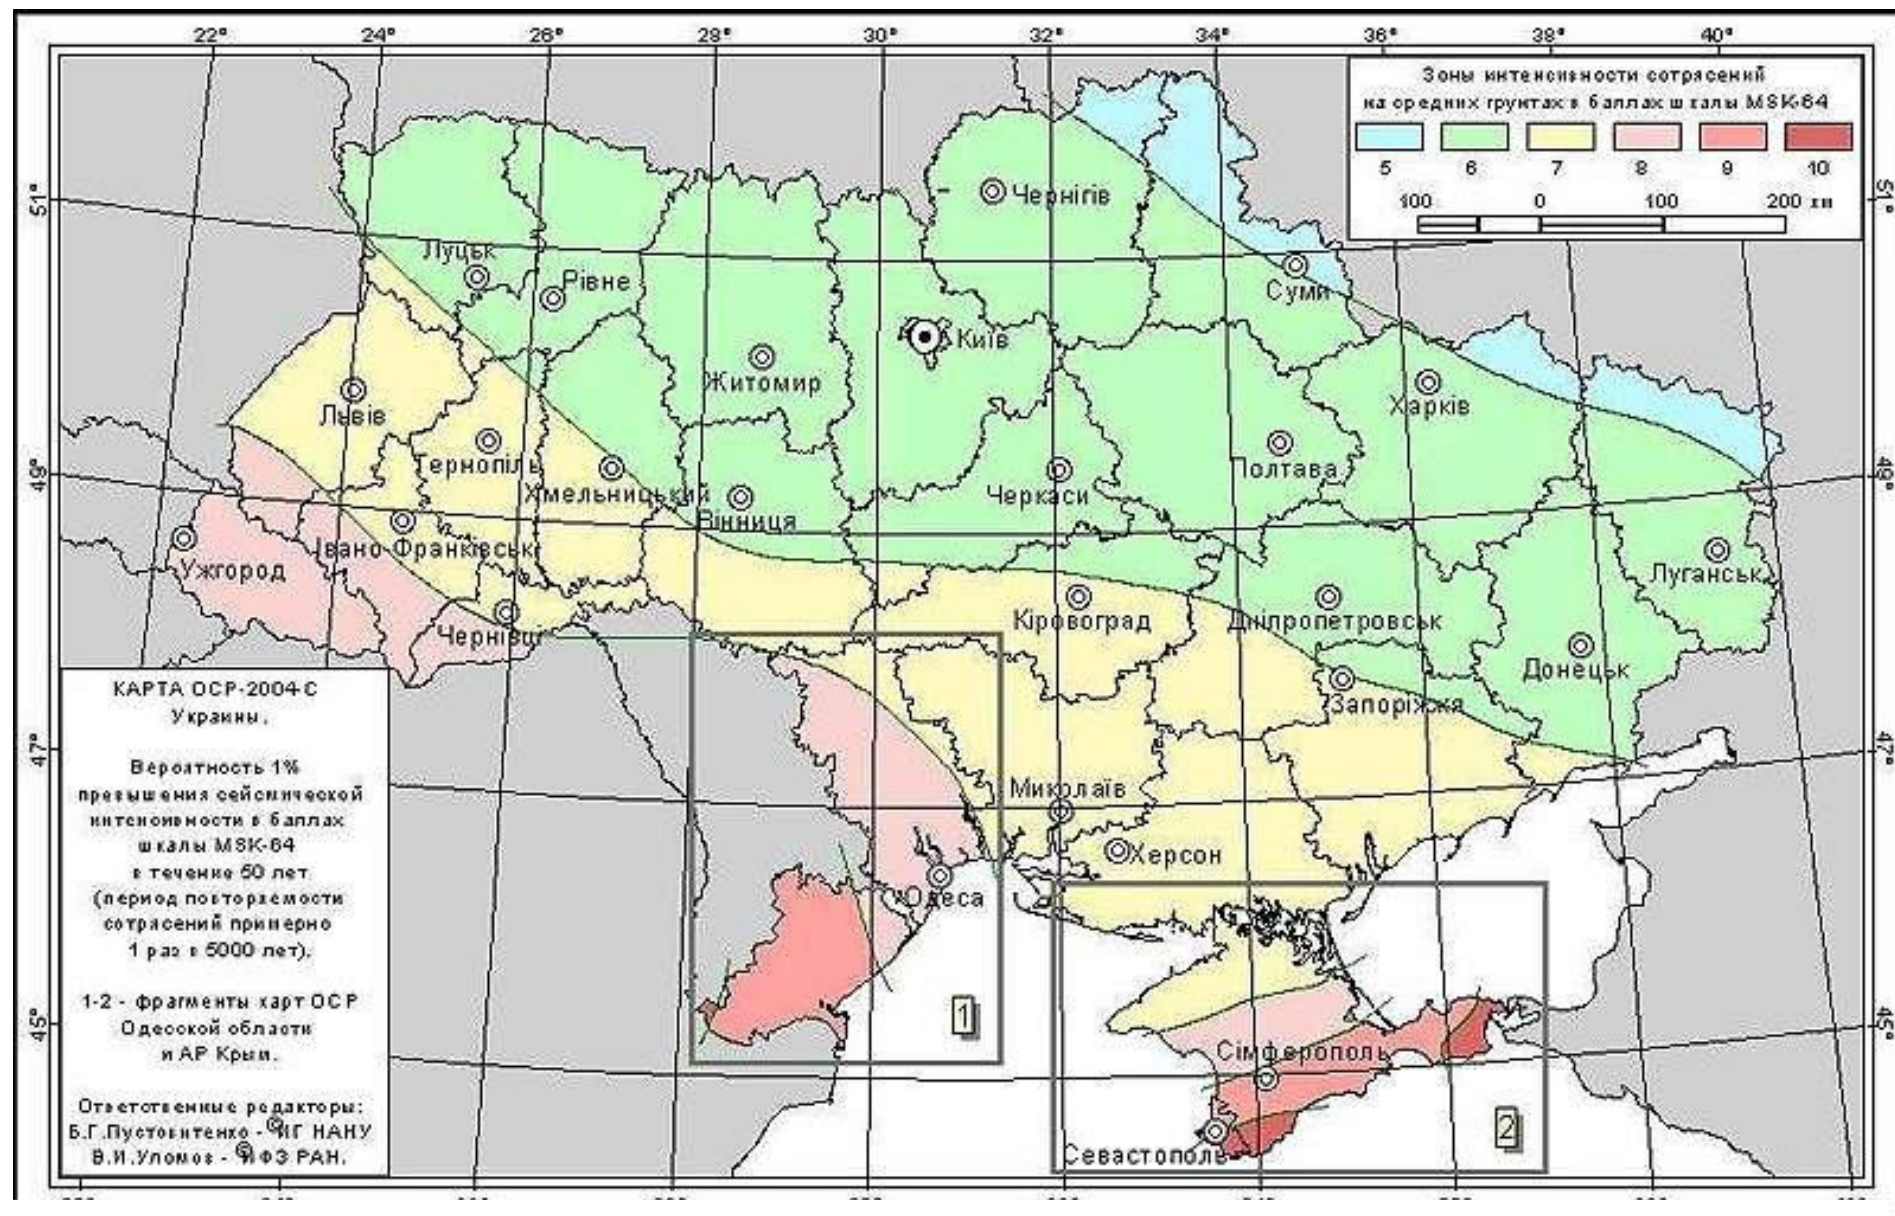 22° 24° 26° 28° 30° 32° 34° 36° 38° 40°
Зоны интенсивности сотрясений
на средних грунтах в баллах шкалы MSK-64
5 6 7 8 9 10
100 0 100 200 км
51° 51°
49° 49°
47° 47°
45° 45°
Чернігів
Луцьк
Рівне
Суми
Київ
Житомир
Львів
Харків
Тернопіль
Полтава
Хмельницький
Черкаси
Вінниця
Івано-Франківськ
Ужгород
Луганськ
Кіровоград
Дніпропетровськ
Чернівці
Донецьк
Запоріжжя
Миколаїв
Херсон
Одеса
Сімферополь
Севастополь
1
2
КАРТА ОСР-2004-С
Украины.
Вероятность 1%
превышения сейсмической
интенсивности в баллах
шкалы MSK-64
в течение 50 лет
(период повторяемости
сотрясений примерно
1 раз в 5000 лет).
1-2 - фрагменты карт ОСР
Одесской области
и АР Крым.
Ответственные редакторы:
Б.Г.Пустовитенко - ИГ НАНУ
В.И.Уломов - ИФЗ РАН.